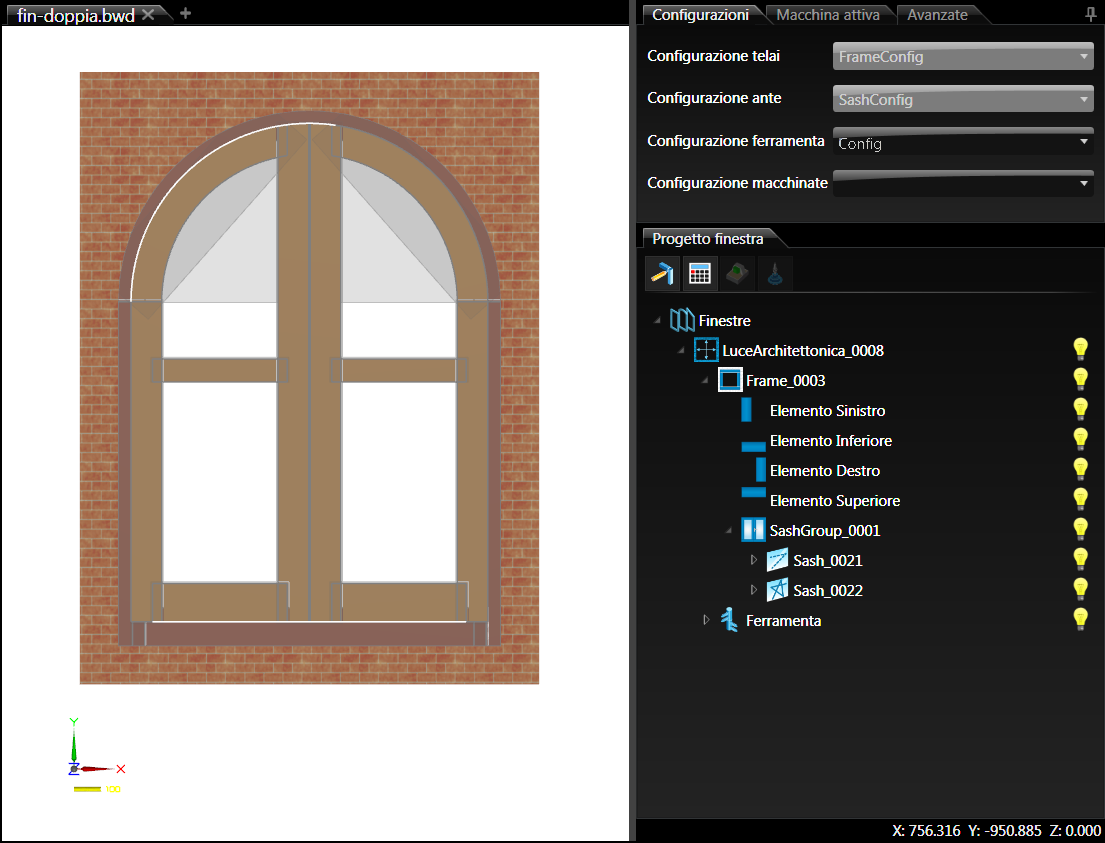 fin-doppia.bwd
Configurazioni Macchina attiva Avanzate
Configurazione telai FrameConfig
Configurazione ante SashConfig
Configurazione ferramenta Config
Configurazione macchinate
Progetto finestra
Finestre
LuceArchitettonica_0008
Frame_0003
Elemento Sinistro
Elemento Inferiore
Elemento Destro
Elemento Superiore
SashGroup_0001
Sash_0021
Sash_0022
Ferramenta
Y
Z X
100
X: 756.316 Y: -950.885 Z: 0.000